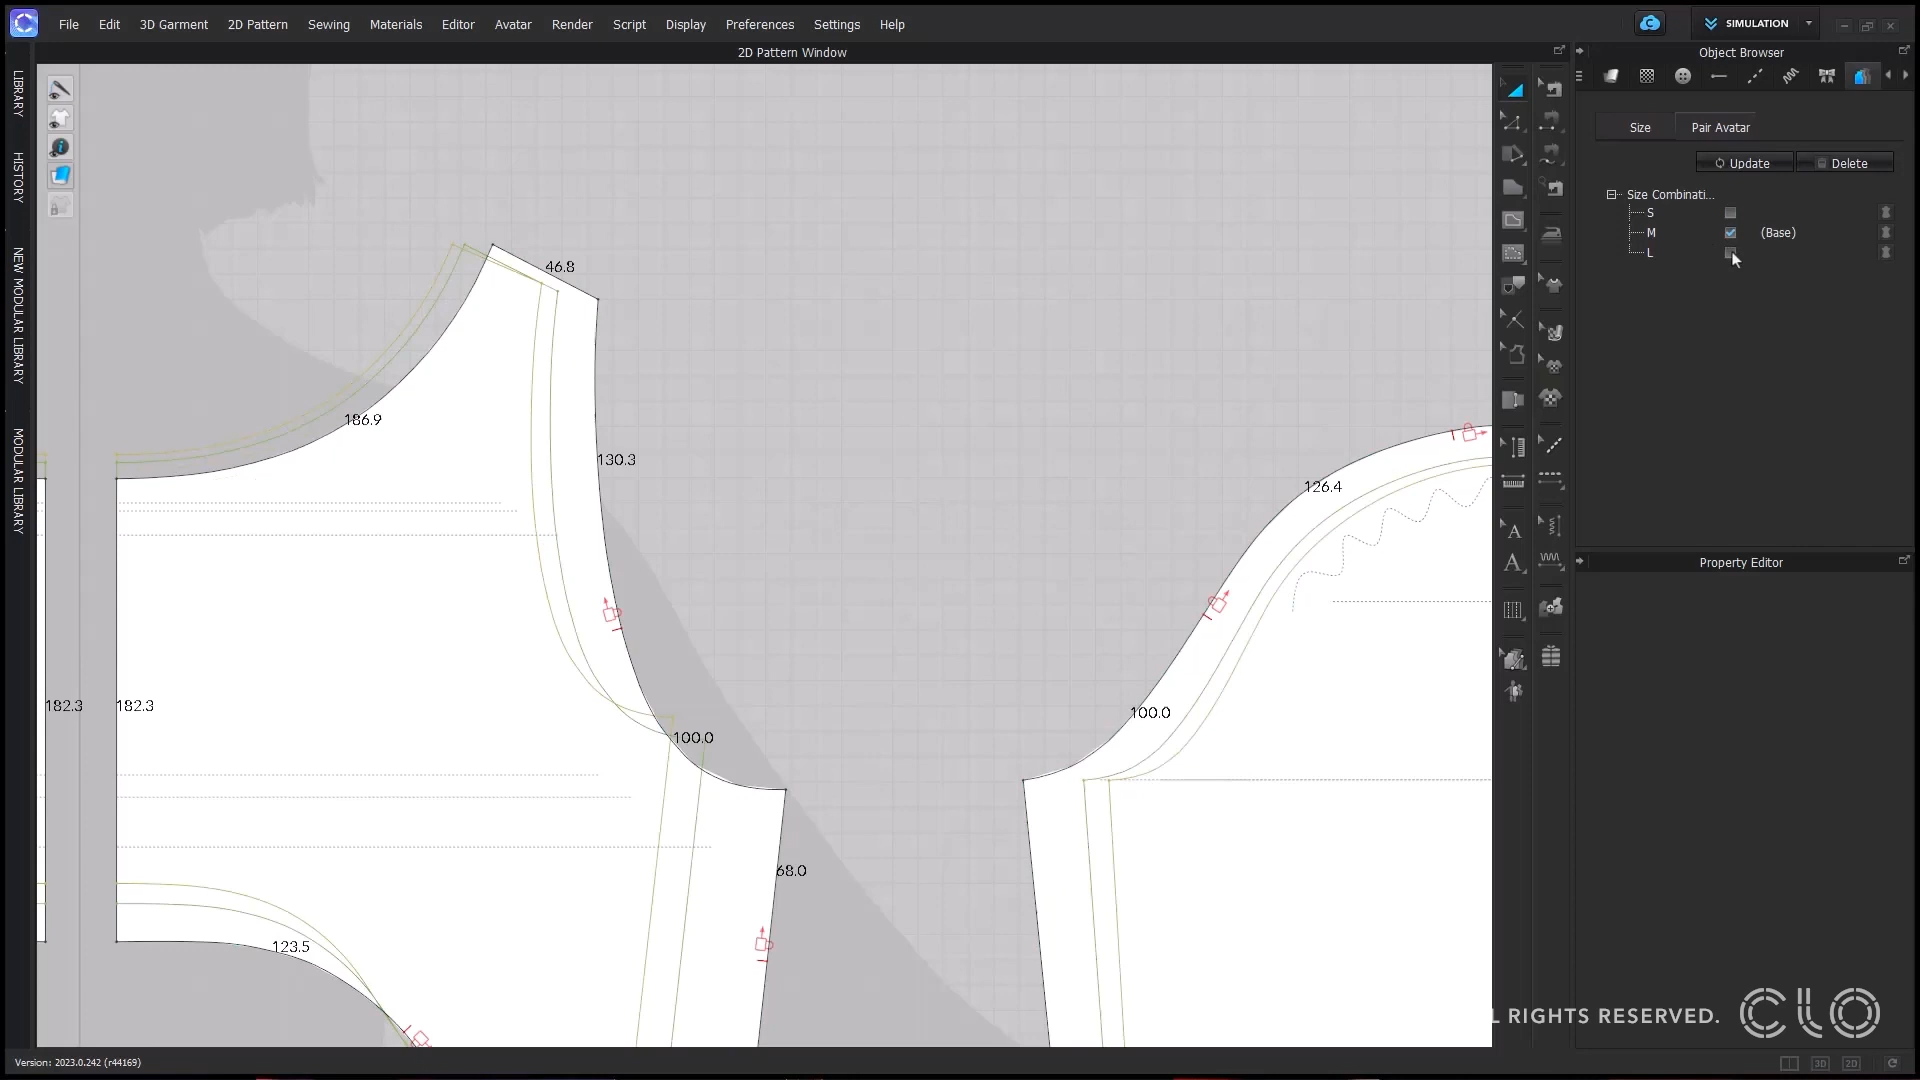 File Edit 3D Garment 2D Pattern Sewing Materials Editor Avatar Render Script Display Preferences Settings Help
SIMULATION
2D Pattern Window
Object Browser
LIBRARY
HISTORY
NEW MODULAR LIBRARY
MODULAR LIBRARY
Size Pair Avatar
Update Delete
Size Combinati...
S
M (Base)
L
46.8
186.9
130.3
126.4
182.3
182.3
100.0
100.0
68.0
123.5
Property Editor
RIGHTS RESERVED.
CLO
Version: 2023.0.242 (r44169)
3D 2D